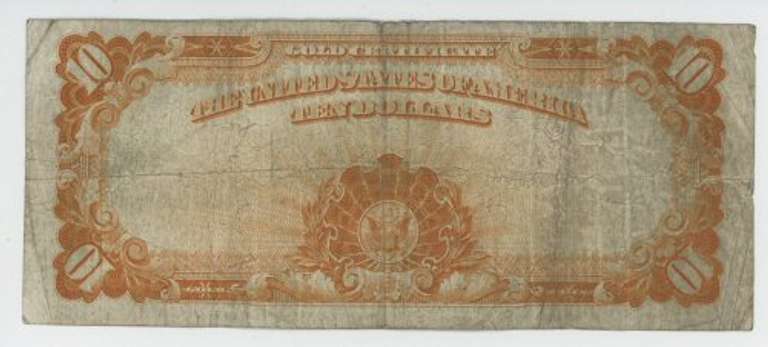 10 GOLD CERTIFICATE 10
THE UNITED STATES OF AMERICA
TEN DOLLARS
10 10